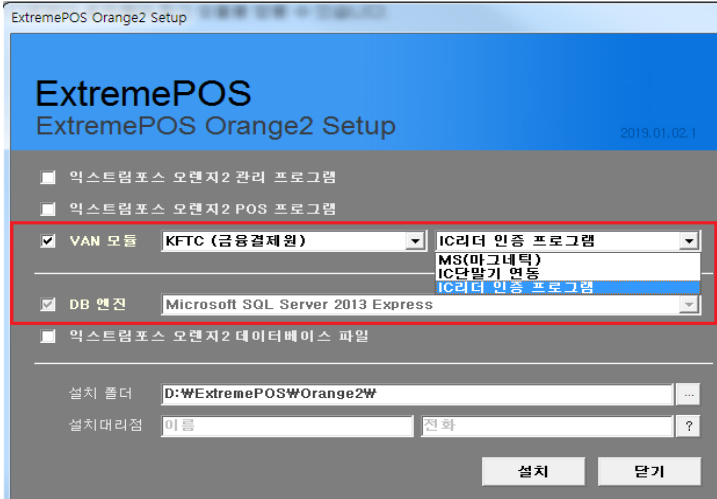 ExtremePOS Orange2 Setup
ExtremePOS
ExtremePOS Orange2 Setup
2019.01.02.1
익스트림포스 오렌지2 관리 프로그램
익스트림포스 오렌지2 POS 프로그램
VAN 모듈 KFTC (금융결제원) IC리더 인증 프로그램
MS(마그네틱)
IC단말기 연동
IC리더 인증 프로그램
DB 엔진 Microsoft SQL Server 2013 Express
익스트림포스 오렌지2 데이터베이스 파일
설치 폴더 D:₩ExtremePOS₩Orange2₩ ...
설치대리점 이름 전화 ?
설치 닫기